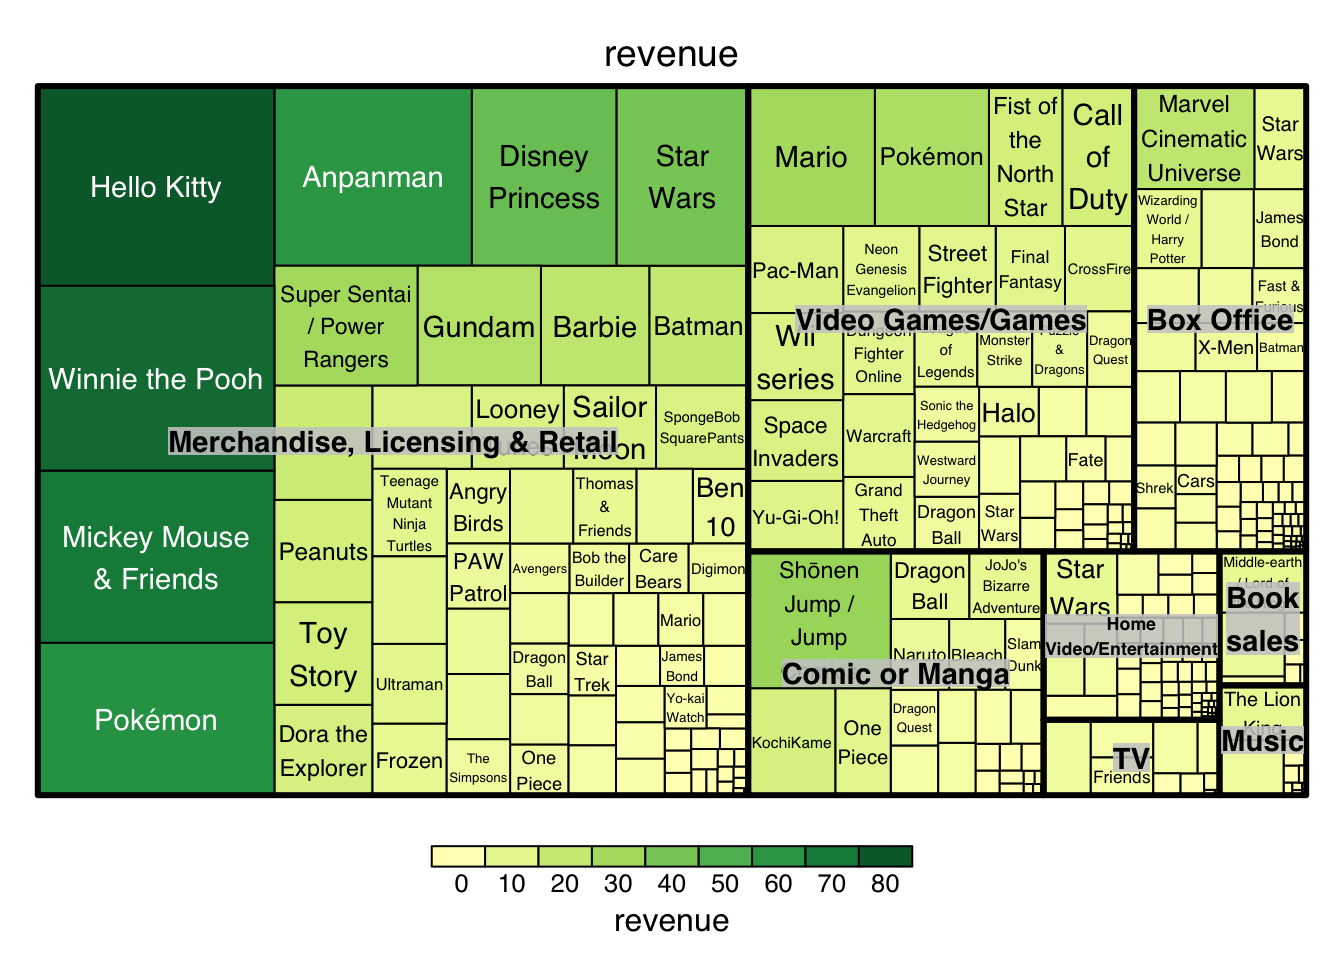 revenue
Hello Kitty
Winnie the Pooh
Mickey Mouse
& Friends
Pokémon
Anpanman
Disney
Princess
Star
Wars
Super Sentai
/ Power
Rangers
Gundam
Barbie
Batman
Looney
Sailor
Moon
SpongeBob
SquarePants
Merchandise, Licensing & Retail
Peanuts
Toy
Story
Dora the
Explorer
Teenage
Mutant
Ninja
Turtles
Ultraman
Frozen
Angry
Birds
PAW
Patrol
The
Simpsons
Thomas
&
Friends
Ben
10
Avengers
Bob the
Builder
Care
Bears
Digimon
Mario
Dragon
Ball
Star
Trek
James
Bond
Yo-kai
Watch
One
Piece
Mario
Pokémon
Fist of
the
North
Star
Call
of
Duty
Pac-Man
Neon
Genesis
Evangelion
Street
Fighter
Final
Fantasy
CrossFire
Video Games/Games
Wii
series
Dungeon
Fighter
Online
of
Legends
Monster
Strike
&
Dragons
Dragon
Quest
Space
Invaders
Warcraft
Sonic the
Hedgehog
Halo
Westward
Journey
Fate
Yu-Gi-Oh!
Grand
Theft
Auto
Dragon
Ball
Star
Wars
Marvel
Cinematic
Universe
Star
Wars
Wizarding
World /
Harry
Potter
James
Bond
Fast &
Furious
Box Office
X-Men
Batman
Shrek
Cars
Shōnen
Jump /
Jump
Dragon
Ball
JoJo's
Bizarre
Adventure
Naruto
Bleach
Slam
Dunk
Comic or Manga
KochiKame
One
Piece
Dragon
Quest
Star
Wars
Home
Video/Entertainment
TV
Friends
Middle-earth
/ Lord of
Book
sales
The Lion
King
Music
0 10 20 30 40 50 60 70 80
revenue